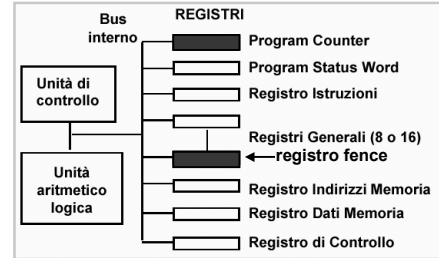 Bus
interno
REGISTRI
Program Counter
Program Status Word
Registro Istruzioni
Registri Generali (8 o 16)
registro fence
Registro Indirizzi Memoria
Registro Dati Memoria
Registro di Controllo
Unità di
controllo
Unità
aritmetico
logica